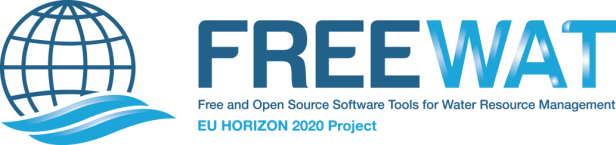 FREEWAT
Free and Open Source Software Tools for Water Resource Management
EU HORIZON 2020 Project